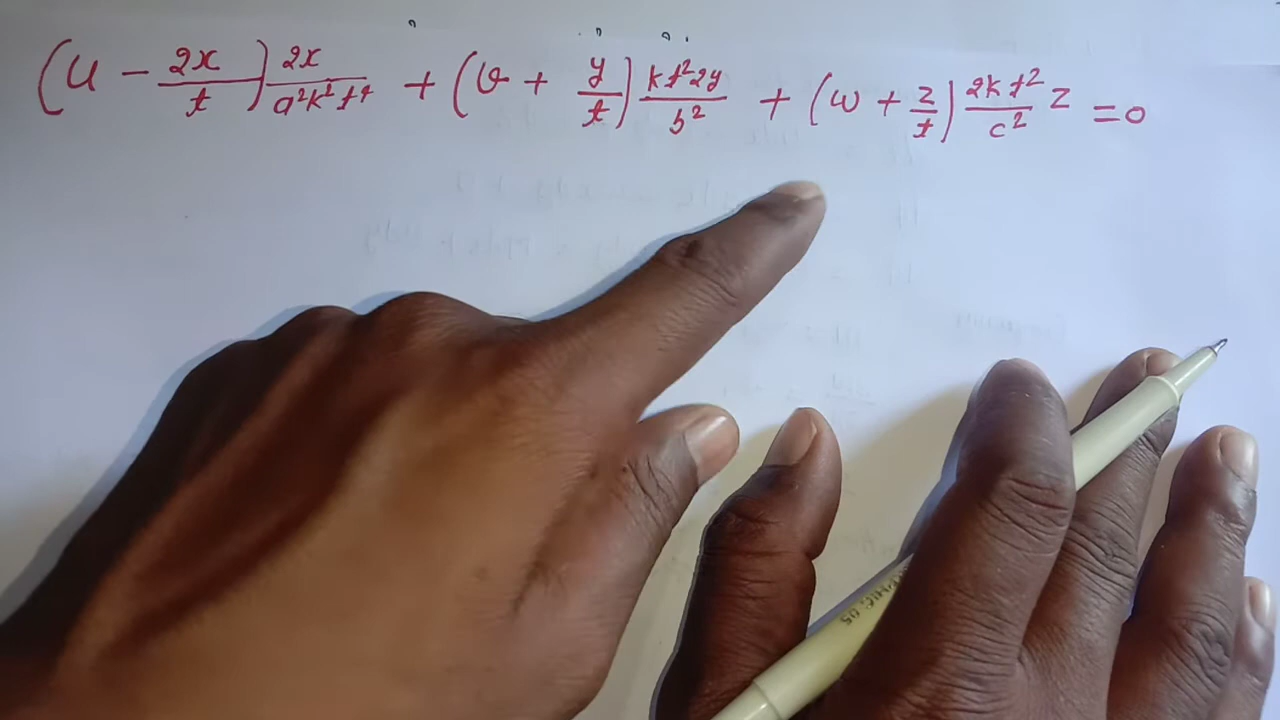 (u - 2x/t) 2x/a²k²t⁴ + (v + y/t) kt²2y/b² + (w + z/t) 2kt²/c² z = 0